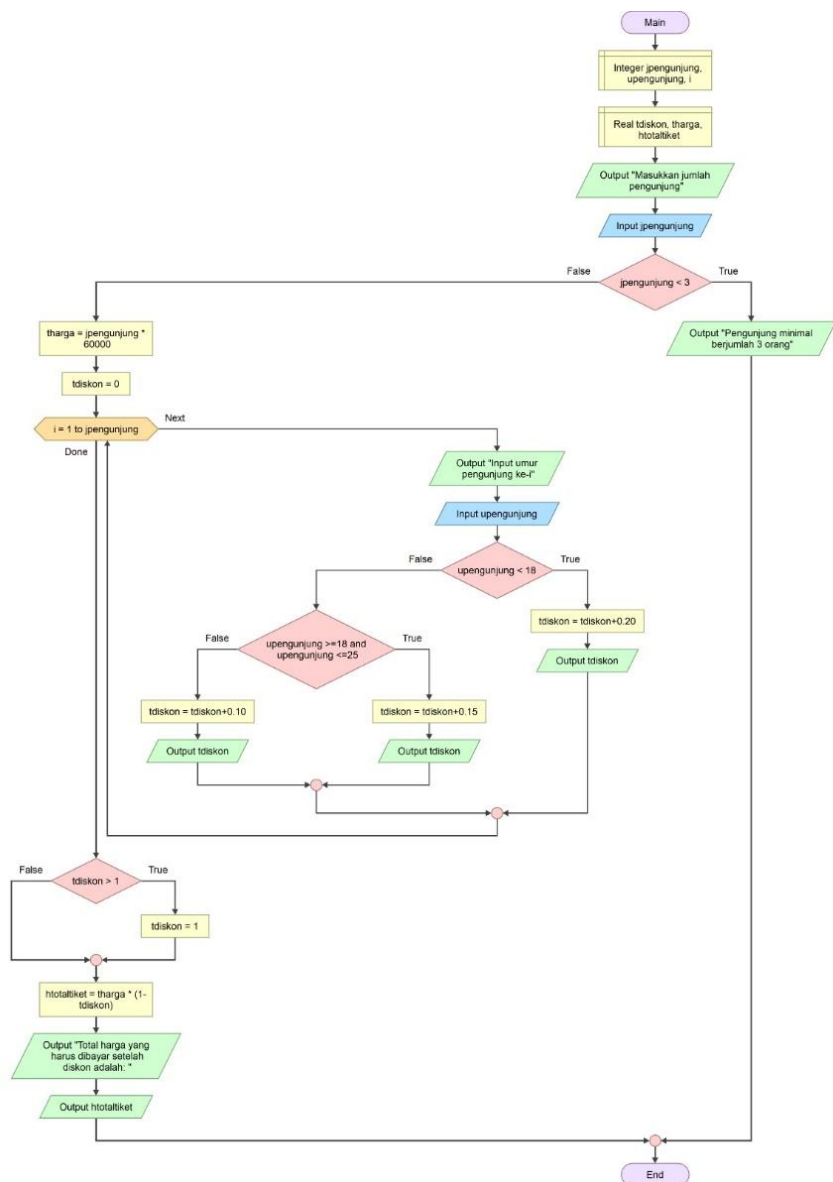 Main
Integer jpengunjung,
upengunjung, i
Real tdiskon, tharga,
htotaltiket
Output "Masukkan jumlah
pengunjung"
Input jpengunjung
False
True
jpengunjung < 3
tharga = jpengunjung *
60000
Output "Pengunjung minimal
berjumlah 3 orang"
tdiskon = 0
i = 1 to jpengunjung
Next
Done
Output "Input umur
pengunjung ke-i"
Input upengunjung
False
True
upengunjung < 18
tdiskon = tdiskon+0.20
Output tdiskon
False
True
upengunjung >=18 and
upengunjung <=25
tdiskon = tdiskon+0.10
tdiskon = tdiskon+0.15
Output tdiskon
Output tdiskon
False
True
tdiskon > 1
tdiskon = 1
htotaltiket = tharga * (1-
tdiskon)
Output "Total harga yang
harus dibayar setelah
diskon adalah: "
Output htotaltiket
End